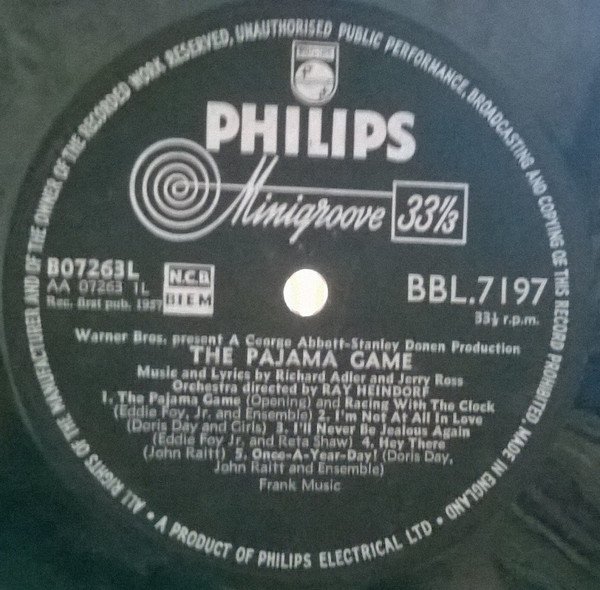 ALL RIGHTS OF THE MANUFACTURER AND OF THE OWNER OF THE RECORDED WORK RESERVED, UNAUTHORISED PUBLIC PERFORMANCE, BROADCASTING AND COPYING OF THIS RECORD PROHIBITED. MADE IN ENGLAND
PHILIPS
Minigroove 33⅓
B07263L
AA 07263 1L
Rec. first pub. 1957
N.C.B
BIEM
BBL.7197
33⅓ r.p.m.
Warner Bros. present A George Abbott-Stanley Donen Production
THE PAJAMA GAME
Music and Lyrics by Richard Adler and Jerry Ross
Orchestra directed by RAY HEINDORF
1. The Pajama Game (Opening) and Racing With The Clock
(Eddie Foy, Jr. and Ensemble) 2. I'm Not At All In Love
(Doris Day and Girls) 3. I'll Never Be Jealous Again
(Eddie Foy Jr. and Reta Shaw) 4. Hey There
(John Raitt) 5. Once-A-Year-Day! (Doris Day,
John Raitt and Ensemble)
Frank Music
• A PRODUCT OF PHILIPS ELECTRICAL LTD •